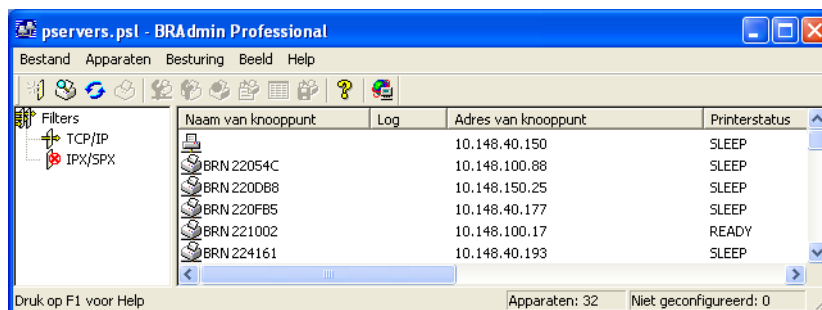 pservers.psl - BRAdmin Professional
Bestand Apparaten Besturing Beeld Help
Filters
TCP/IP
IPX/SPX
Naam van knooppunt Log Adres van knooppunt Printerstatus
10.148.40.150 SLEEP
BRN 22054C 10.148.100.88 SLEEP
BRN 220DB8 10.148.150.25 SLEEP
BRN 220FB5 10.148.40.177 SLEEP
BRN 221002 10.148.100.17 READY
BRN 224161 10.148.40.193 SLEEP
Druk op F1 voor Help Apparaten: 32 Niet geconfigureerd: 0